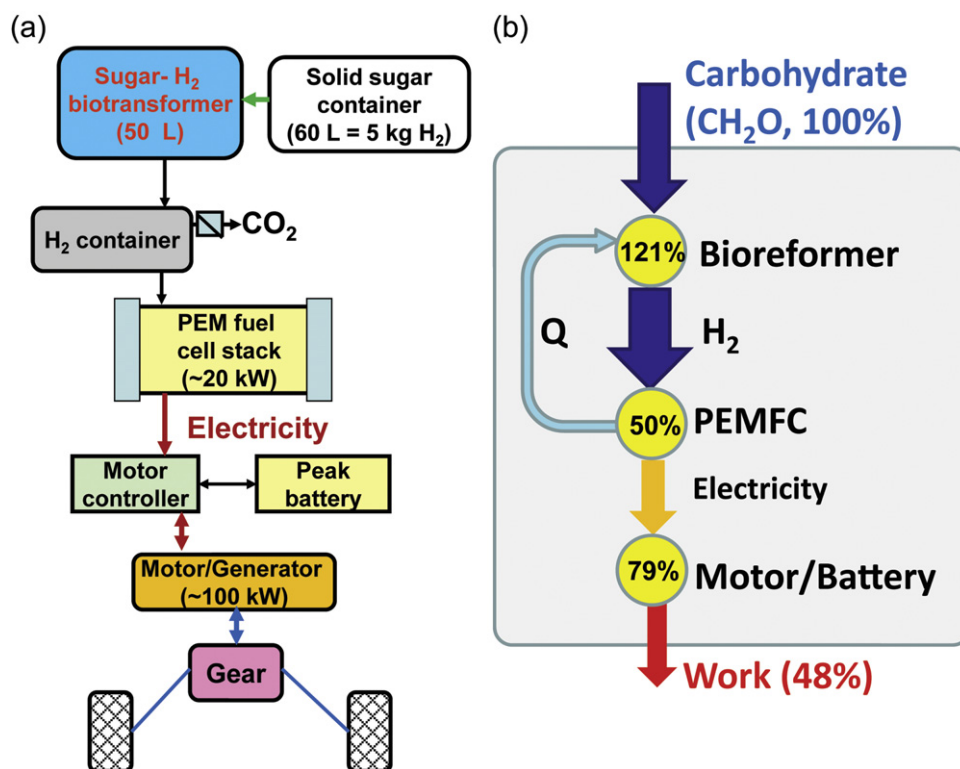 (a)
Sugar- H₂
biotransformer
(50 L)
Solid sugar
container
(60 L = 5 kg H₂)
H₂ container
CO₂
PEM fuel
cell stack
(~20 kW)
Electricity
Motor
controller
Peak
battery
Motor/Generator
(~100 kW)
Gear
(b)
Carbohydrate
(CH₂O, 100%)
121%
Bioreformer
Q
H₂
50%
PEMFC
Electricity
79%
Motor/Battery
Work (48%)